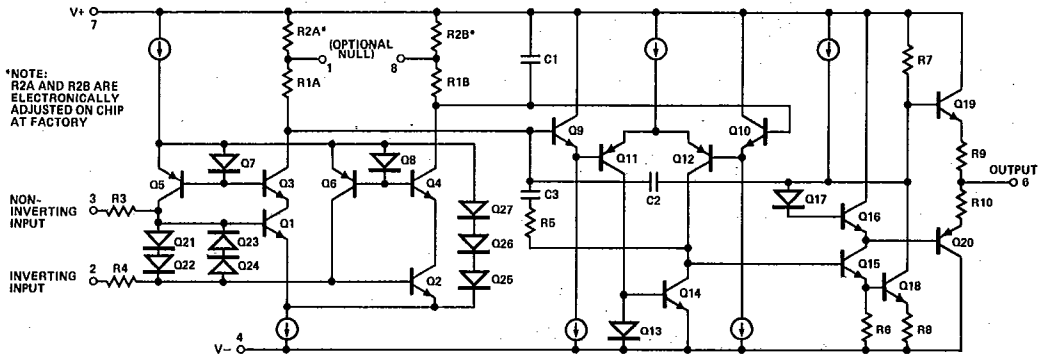 V+ 7
R2A*
(OPTIONAL NULL)
R2B*
1
8
R1A
R1B
C1
R7
*NOTE:
R2A AND R2B ARE
ELECTRONICALLY
ADJUSTED ON CHIP
AT FACTORY
Q19
Q9
Q10
Q7
Q8
Q11
Q12
R9
Q5
Q3
Q6
Q4
OUTPUT
6
NON-
INVERTING
INPUT
3
R3
C3
C2
Q17
Q16
R10
Q1
Q27
R5
Q20
Q21
Q23
Q26
Q15
Q22
Q24
INVERTING
INPUT
2
R4
Q2
Q25
Q14
Q18
Q13
R6
R8
V- 4